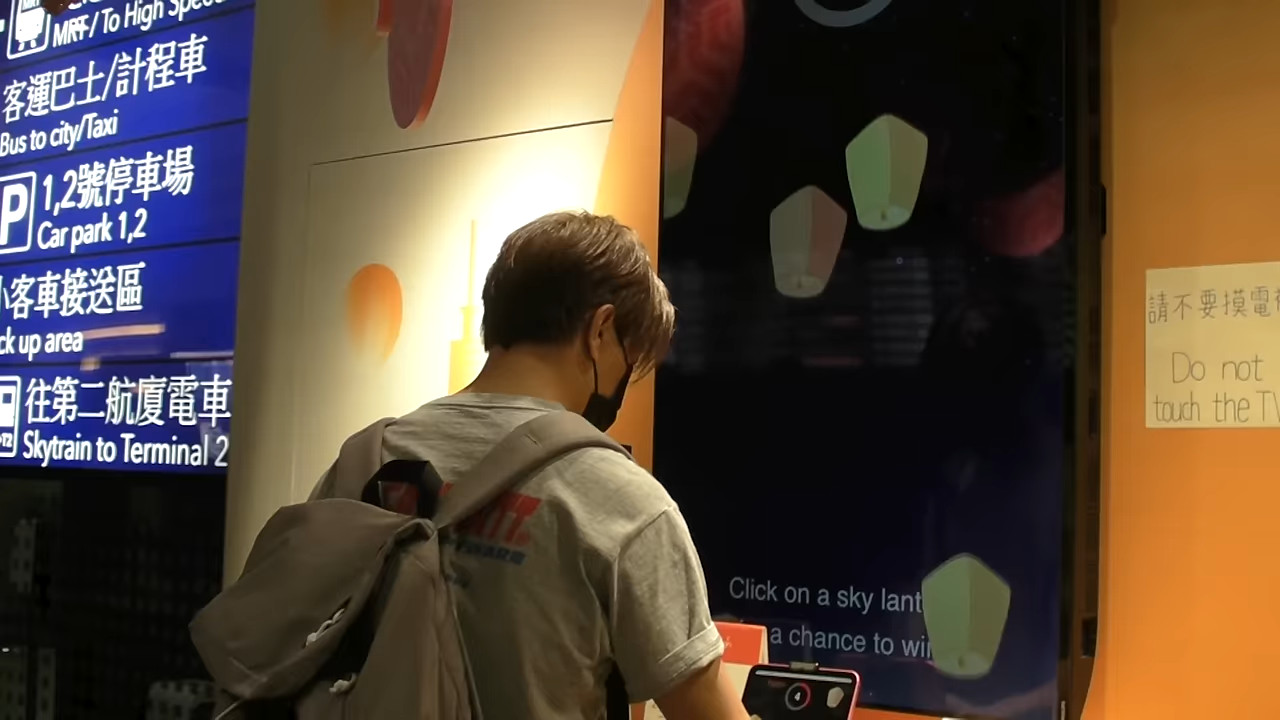 MRT / To High Speed
客運巴士/計程車
Bus to city/Taxi
P
1,2號停車場
Car park 1,2
小客車接送區
ck up area
往第二航廈電車
Skytrain to Terminal 2
T2
Click on a sky lant
a chance to wi
4
請不要摸電
Do not
touch the TV